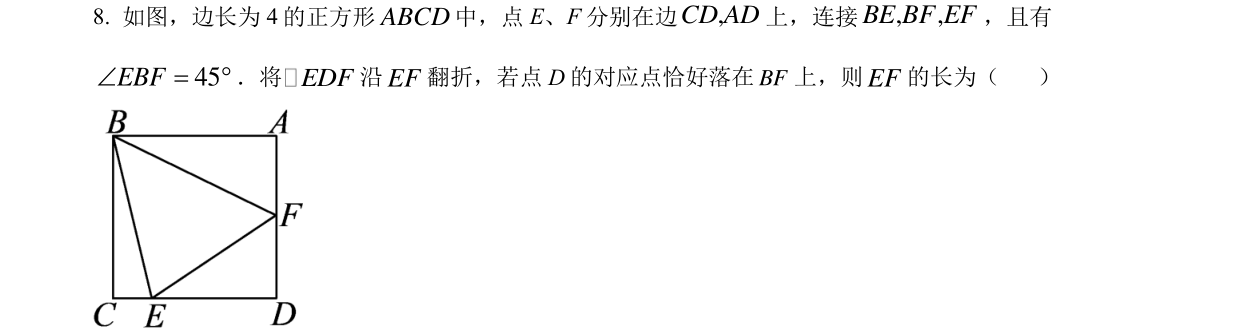 8. 如图，边长为 4 的正方形 ABCD 中，点 E、F 分别在边 CD,AD 上，连接 BE,BF,EF ，且有
∠EBF = 45° ．将□EDF 沿 EF 翻折，若点 D 的对应点恰好落在 BF 上，则 EF 的长为（　　）
B A
F
C E D